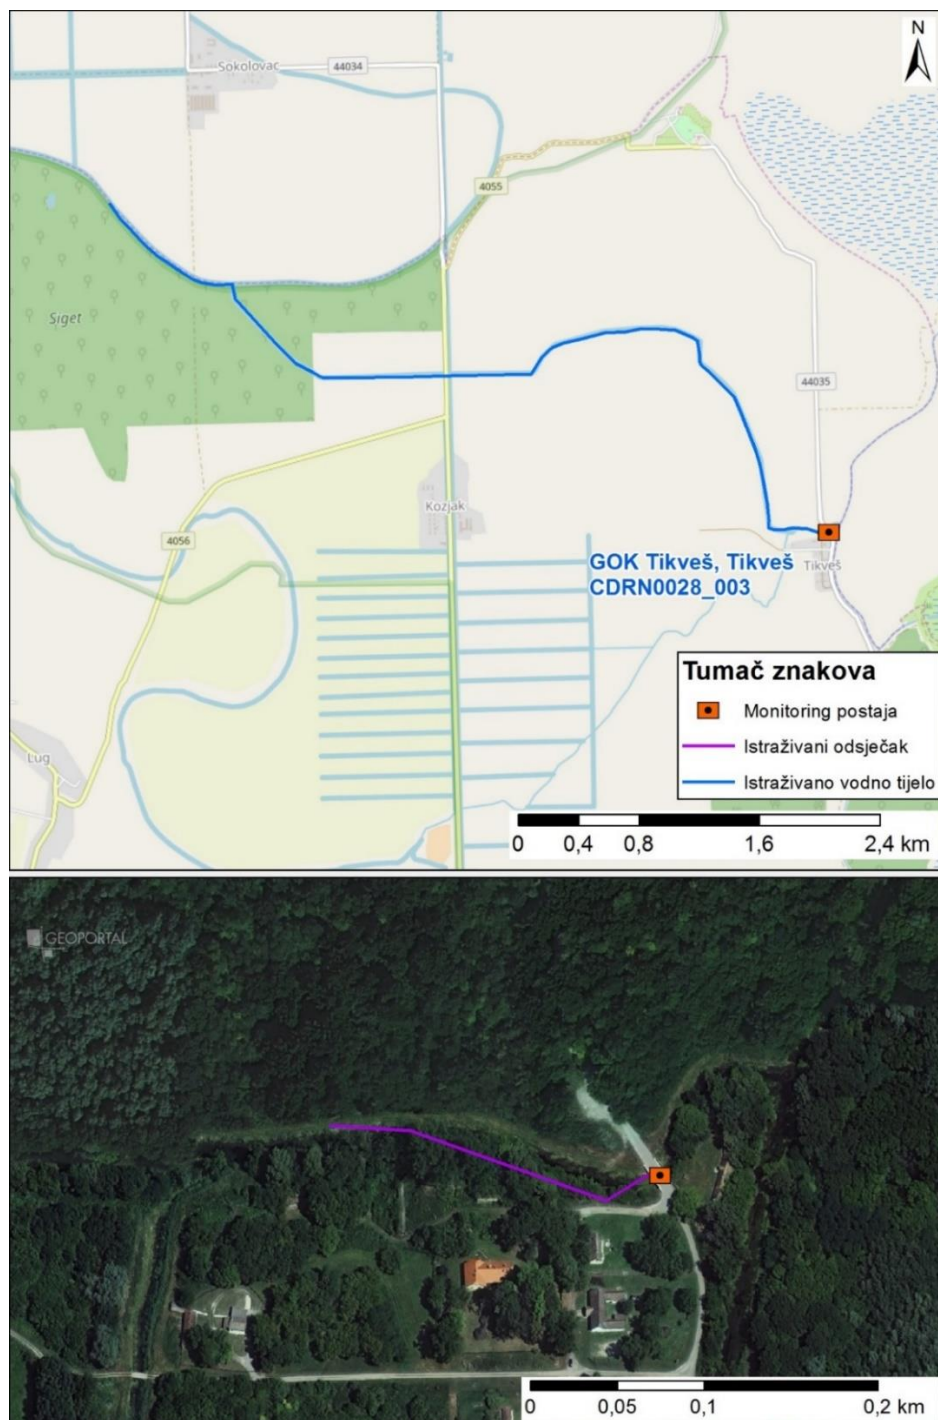 N
Sokolovac
44034
4055
Siget
44035
Kozjak
4056
GOK Tikveš, Tikveš
CDRN0028_003
Tikveš
Lug
Tumač znakova
Monitoring postaja
Istraživani odsječak
Istraživano vodno tijelo
0 0,4 0,8 1,6 2,4 km
GEOPORTAL
0 0,05 0,1 0,2 km